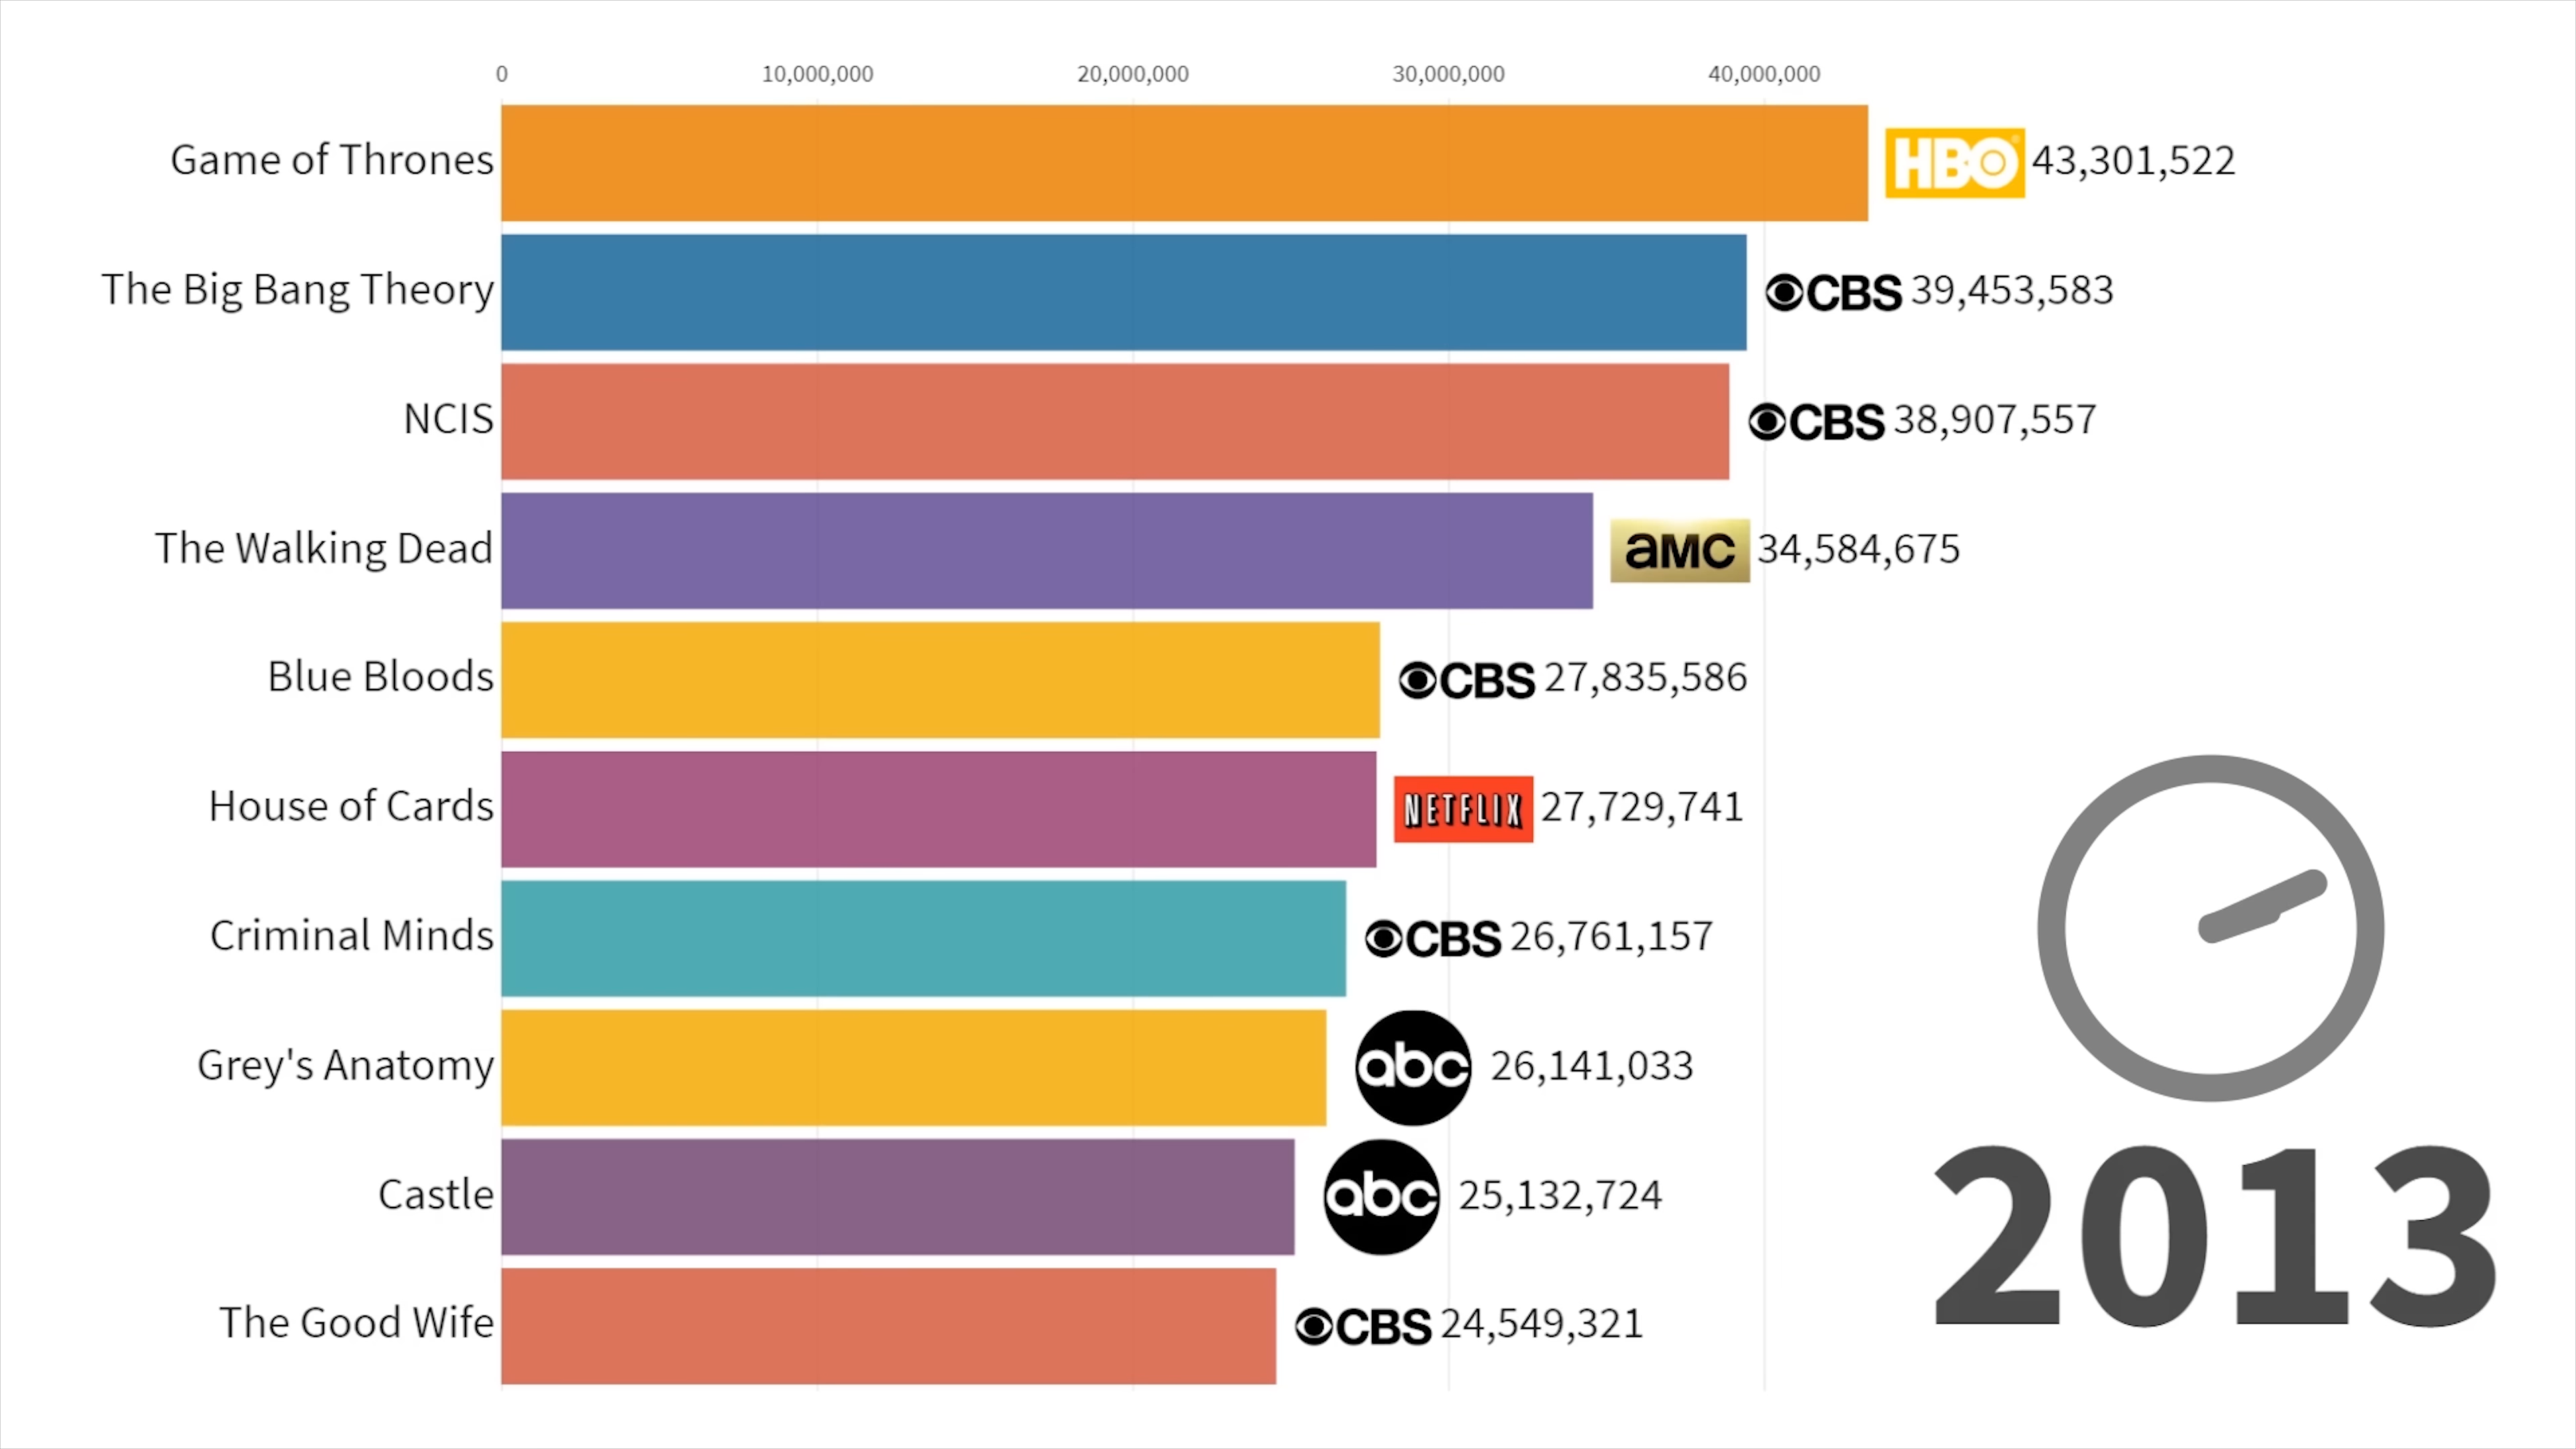 0 10,000,000 20,000,000 30,000,000 40,000,000
Game of Thrones HBO 43,301,522
The Big Bang Theory CBS 39,453,583
NCIS CBS 38,907,557
The Walking Dead aMC 34,584,675
Blue Bloods CBS 27,835,586
House of Cards NETFLIX 27,729,741
Criminal Minds CBS 26,761,157
Grey's Anatomy abc 26,141,033
Castle abc 25,132,724
The Good Wife CBS 24,549,321
2013